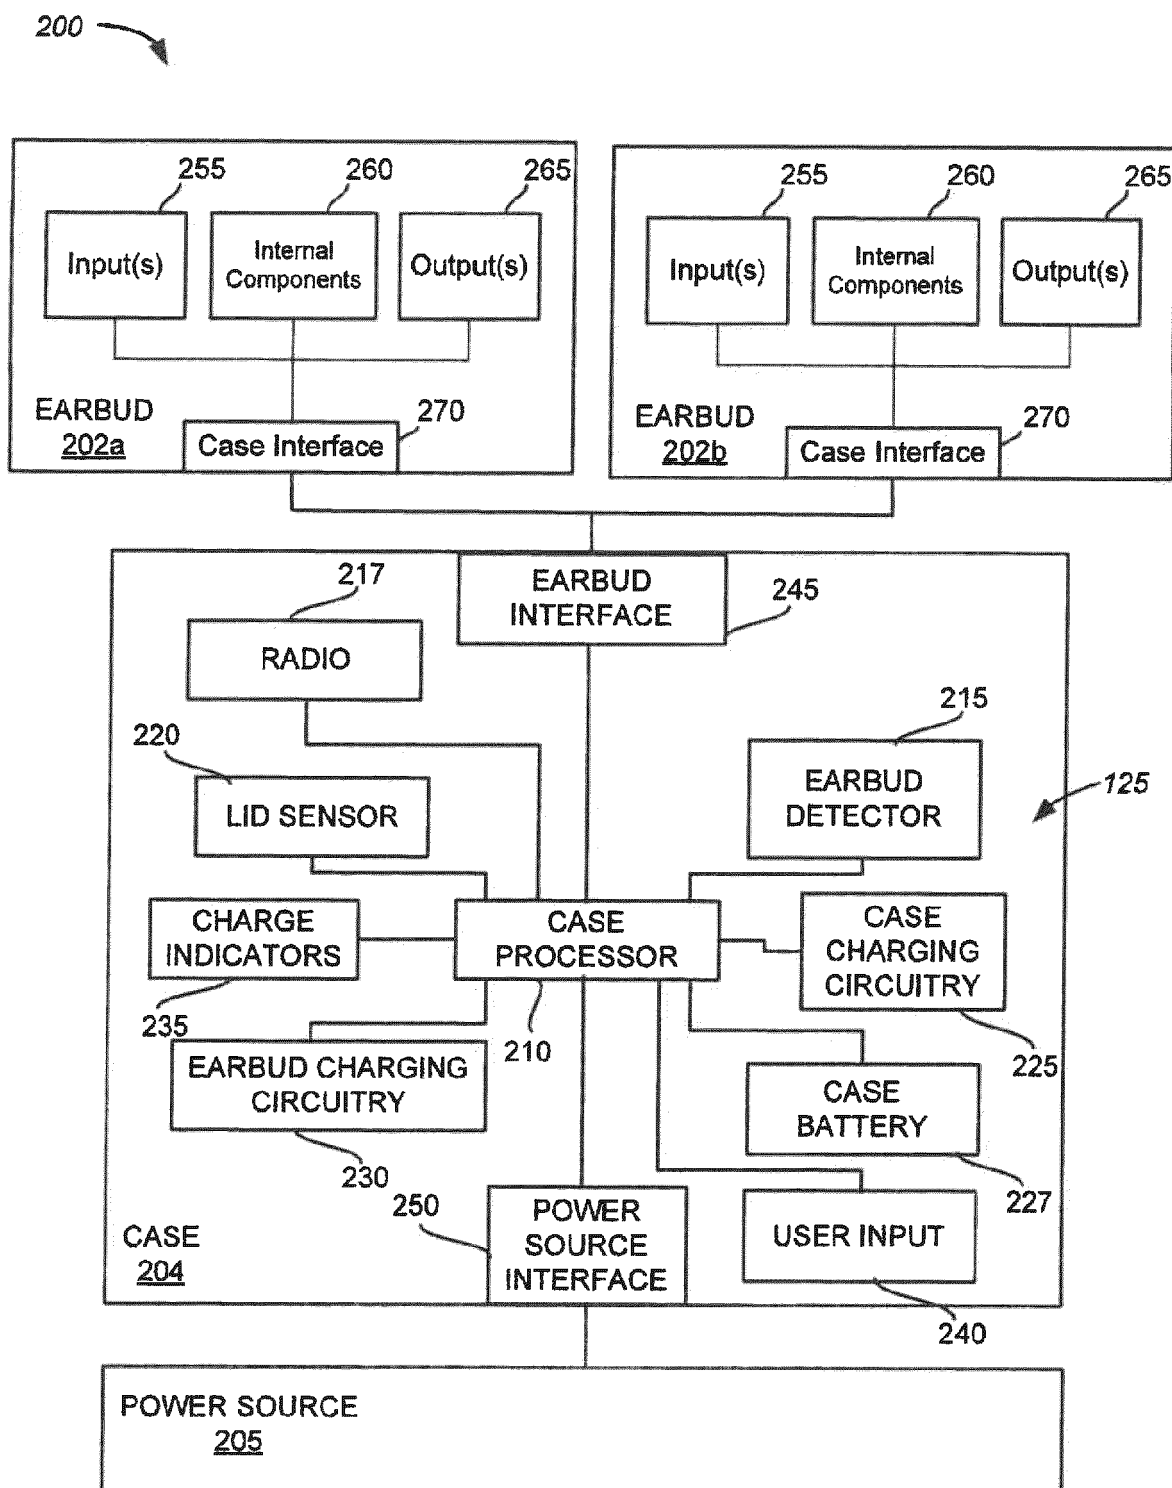 200
255
260
265
Input(s)
Internal
Components
Output(s)
EARBUD
202a
270
Case Interface
255
260
265
Input(s)
Internal
Components
Output(s)
EARBUD
202b
270
Case Interface
217
EARBUD
INTERFACE
245
RADIO
220
215
LID SENSOR
EARBUD
DETECTOR
125
CHARGE
INDICATORS
235
CASE
PROCESSOR
210
CASE
CHARGING
CIRCUITRY
225
EARBUD CHARGING
CIRCUITRY
230
CASE
BATTERY
227
250
POWER
SOURCE
INTERFACE
USER INPUT
240
CASE
204
POWER SOURCE
205